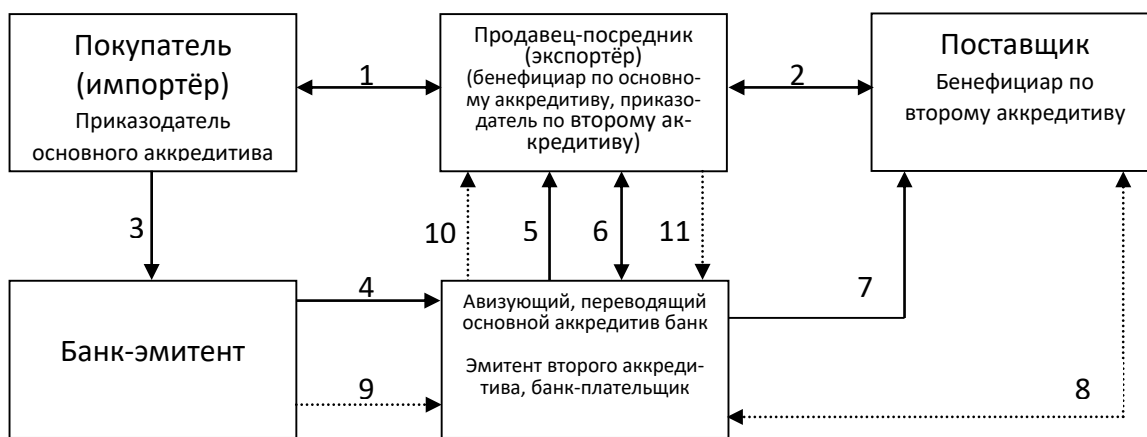 Покупатель
(импортёр)
Приказодатель
основного аккредитива
1
Продавец-посредник
(экспортёр)
(бенефициар по основно-
му аккредитиву, приказо-
датель по второму ак-
кредитиву)
2
Поставщик
Бенефициар по
второму аккредитиву
3
10
5
6
11
7
8
Банк-эмитент
4
9
Авизующий, переводящий
основной аккредитив банк
Эмитент второго аккреди-
тива, банк-плательщик